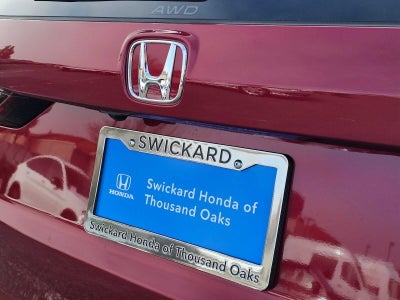 AWD
SWICKARD
HONDA
Swickard Honda of
Thousand Oaks
Swickard Honda of Thousand Oaks